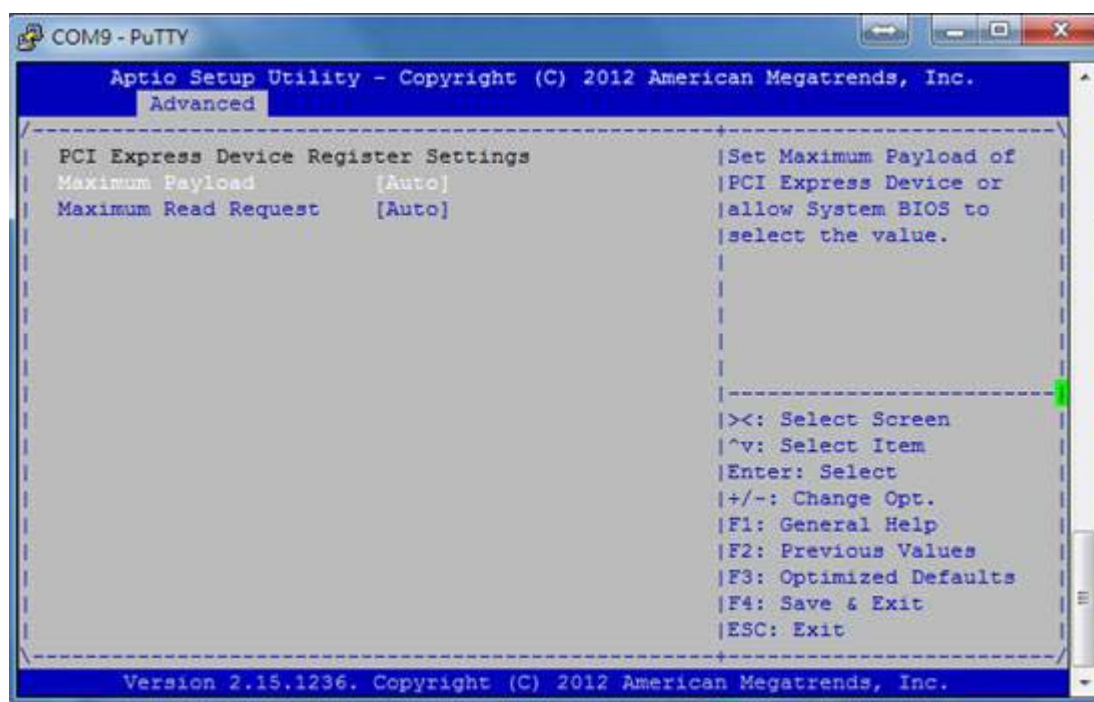 COM9 - PuTTY
Aptio Setup Utility - Copyright (C) 2012 American Megatrends, Inc.
Advanced
PCI Express Device Register Settings
Maximum Payload [Auto]
Maximum Read Request [Auto]
Set Maximum Payload of
PCI Express Device or
allow System BIOS to
select the value.
><: Select Screen
^v: Select Item
Enter: Select
+/-: Change Opt.
F1: General Help
F2: Previous Values
F3: Optimized Defaults
F4: Save & Exit
ESC: Exit
Version 2.15.1236. Copyright (C) 2012 American Megatrends, Inc.